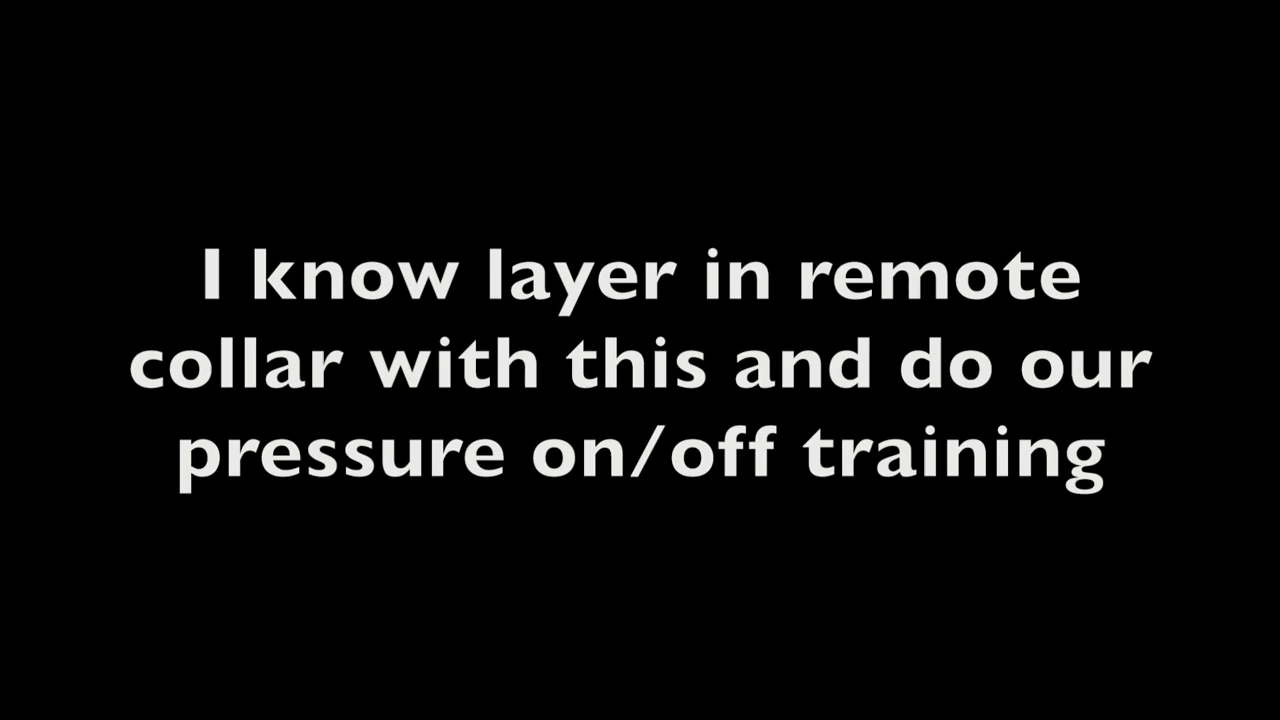 I know layer in remote
collar with this and do our
pressure on/off training